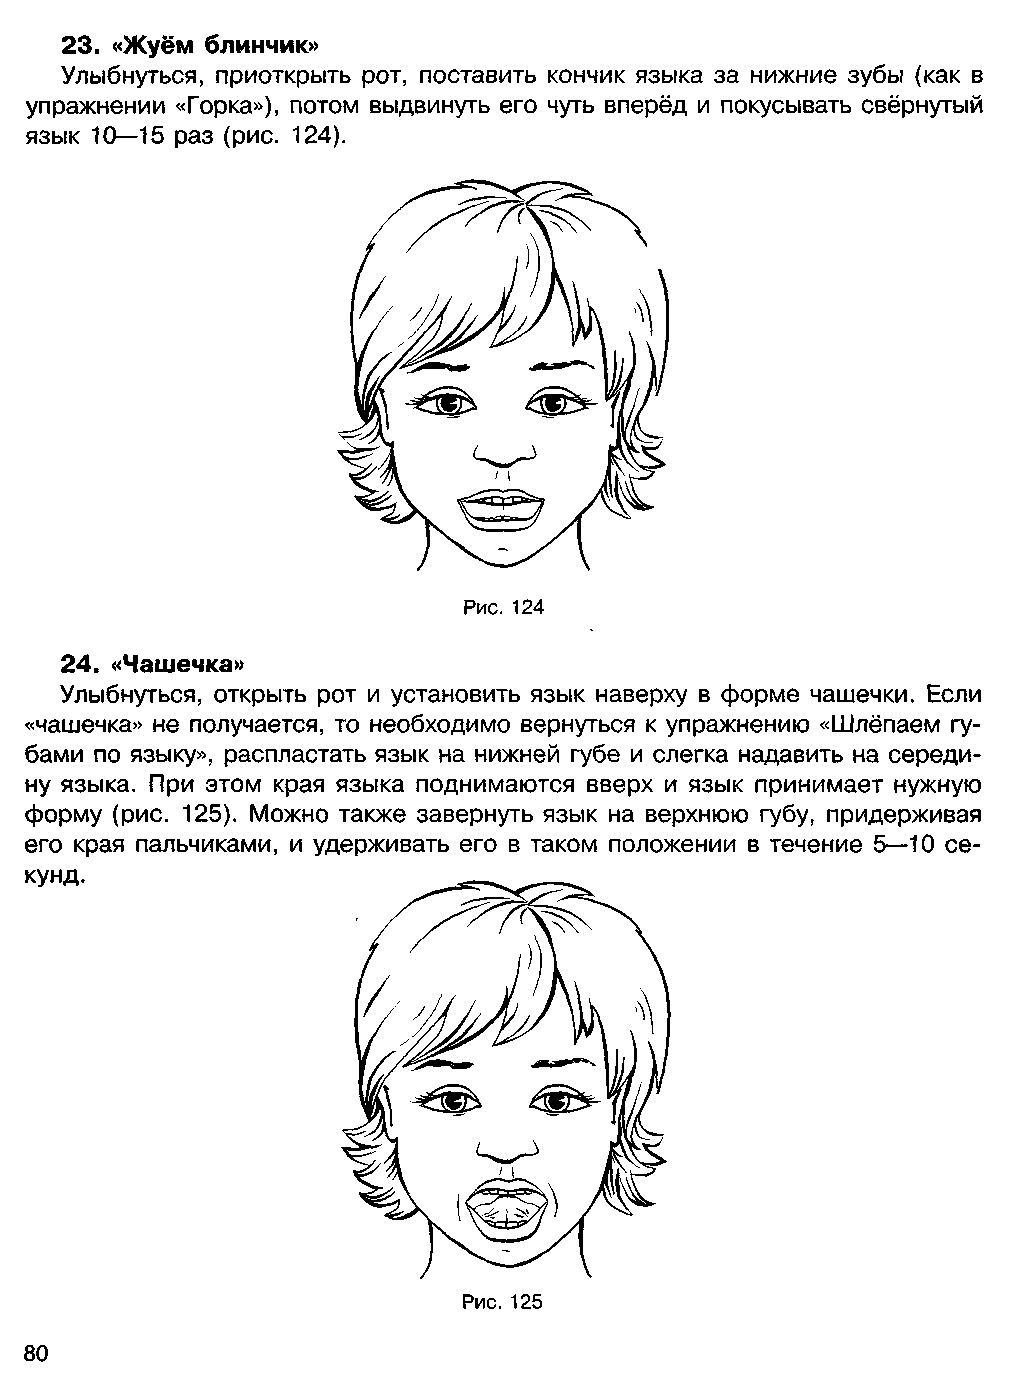 23. «Жуём блинчик»
Улыбнуться, приоткрыть рот, поставить кончик языка за нижние зубы (как в
упражнении «Горка»), потом выдвинуть его чуть вперёд и покусывать свёрнутый
язык 10—15 раз (рис. 124).
Рис. 124
24. «Чашечка»
Улыбнуться, открыть рот и установить язык наверху в форме чашечки. Если
«чашечка» не получается, то необходимо вернуться к упражнению «Шлёпаем гу-
бами по языку», распластать язык на нижней губе и слегка надавить на середи-
ну языка. При этом края языка поднимаются вверх и язык принимает нужную
форму (рис. 125). Можно также завернуть язык на верхнюю губу, придерживая
его края пальчиками, и удерживать его в таком положении в течение 5—10 се-
кунд.
Рис. 125
80